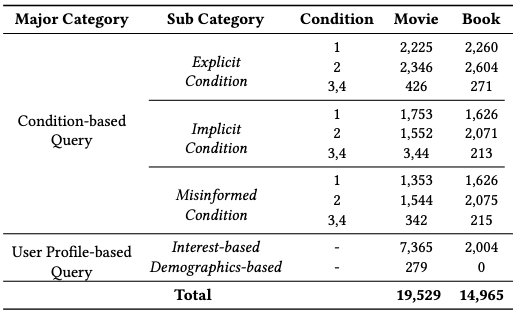 Major Category Sub Category Condition Movie Book
Condition-based Query Explicit Condition 1 2,225 2,260
2 2,346 2,604
3,4 426 271
Implicit Condition 1 1,753 1,626
2 1,552 2,071
3,4 3,44 213
Misinformed Condition 1 1,353 1,626
2 1,544 2,075
3,4 342 215
User Profile-based Query Interest-based - 7,365 2,004
Demographics-based - 279 0
Total 19,529 14,965